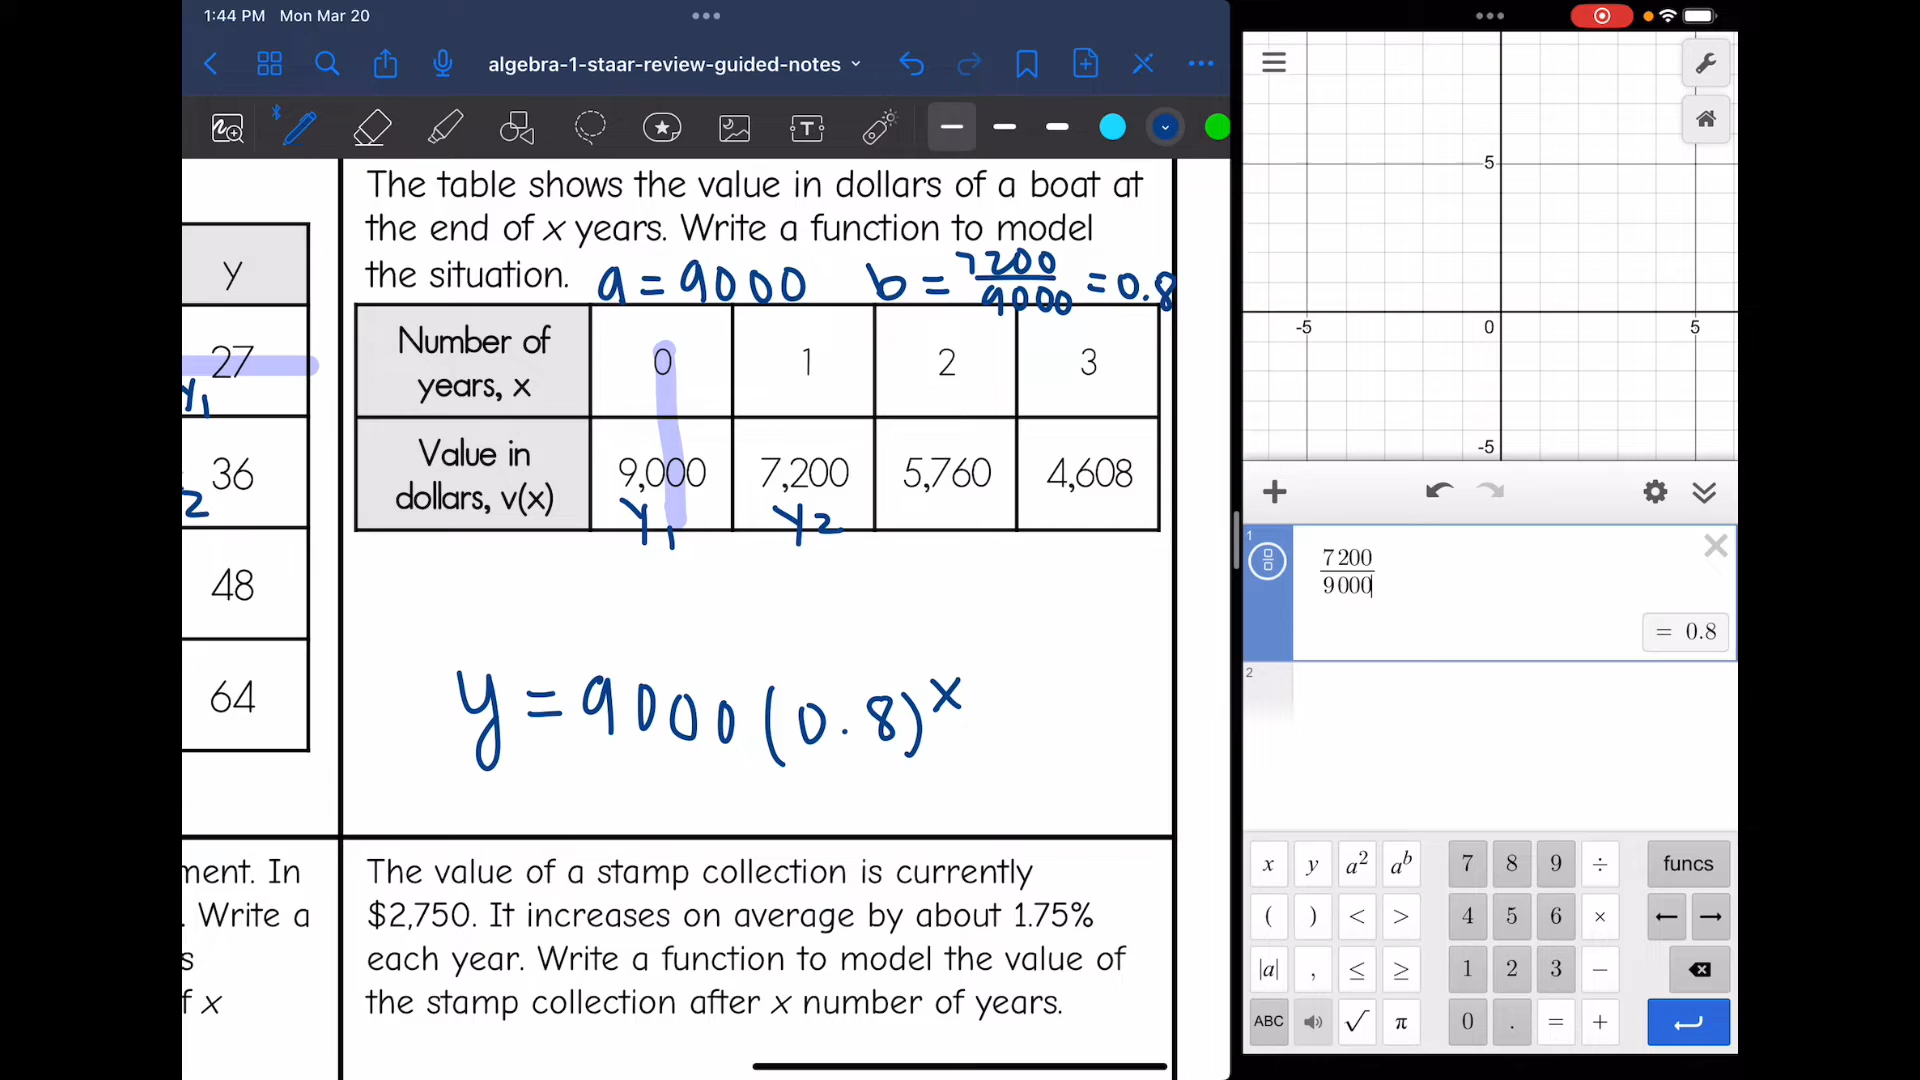 1:44 PM Mon Mar 20
algebra-1-staar-review-guided-notes
T
The table shows the value in dollars of a boat at
the end of x years. Write a function to model
the situation. a = 9000 b = 7200/9000 = 0.8
Number of years, x 0 1 2 3
Value in dollars, v(x) 9,000 7,200 5,760 4,608
y1 y2
y = 9000(0.8)^x
The value of a stamp collection is currently
$2,750. It increases on average by about 1.75%
each year. Write a function to model the value of
the stamp collection after x number of years.
y
27
y1
36
2
48
64
ment. In
. Write a
s
f x
5
-5 0 5
-5
1
7200/9000
= 0.8
2
x y a² aᵇ 7 8 9 ÷ funcs
( ) < > 4 5 6 × ← →
|a| , ≤ ≥ 1 2 3 −
ABC √ π 0 . = +